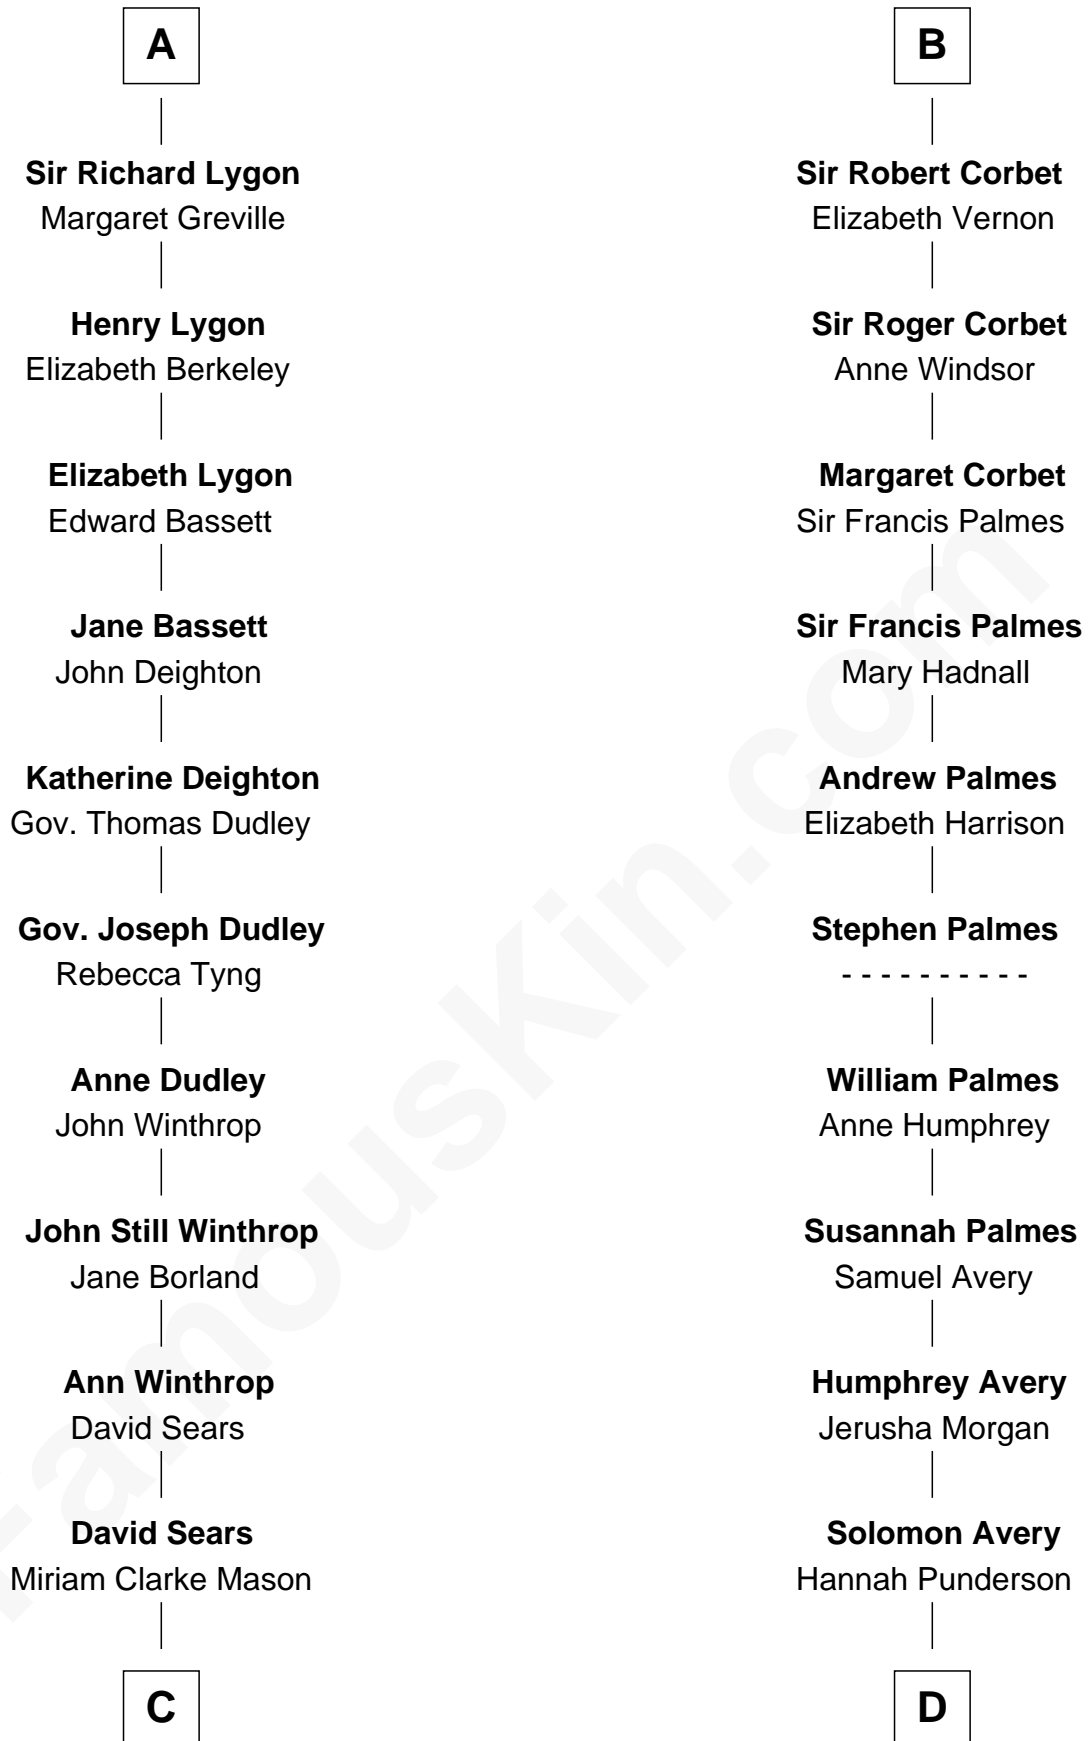 A
Sir Richard Lygon
Margaret Greville
Henry Lygon
Elizabeth Berkeley
Elizabeth Lygon
Edward Bassett
Jane Bassett
John Deighton
Katherine Deighton
Gov. Thomas Dudley
Gov. Joseph Dudley
Rebecca Tyng
Anne Dudley
John Winthrop
John Still Winthrop
Jane Borland
Ann Winthrop
David Sears
David Sears
Miriam Clarke Mason
C
B
Sir Robert Corbet
Elizabeth Vernon
Sir Roger Corbet
Anne Windsor
Margaret Corbet
Sir Francis Palmes
Sir Francis Palmes
Mary Hadnall
Andrew Palmes
Elizabeth Harrison
Stephen Palmes
- - - - - - - - - -
William Palmes
Anne Humphrey
Susannah Palmes
Samuel Avery
Humphrey Avery
Jerusha Morgan
Solomon Avery
Hannah Punderson
D
FamousKin.com